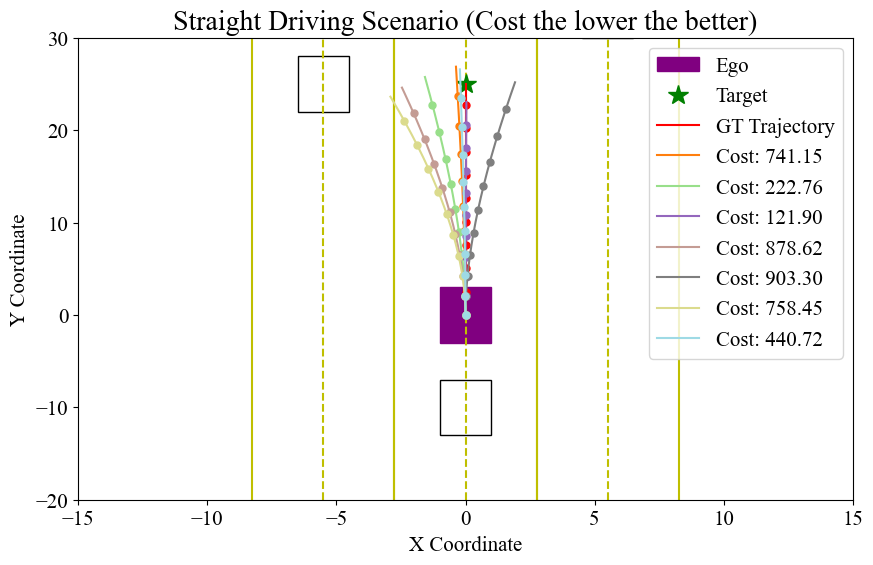 Straight Driving Scenario (Cost the lower the better)
Ego
Target
GT Trajectory
Cost: 741.15
Cost: 222.76
Cost: 121.90
Cost: 878.62
Cost: 903.30
Cost: 758.45
Cost: 440.72
Y Coordinate
30
20
10
0
−10
−20
−15
−10
−5
0
5
10
15
X Coordinate